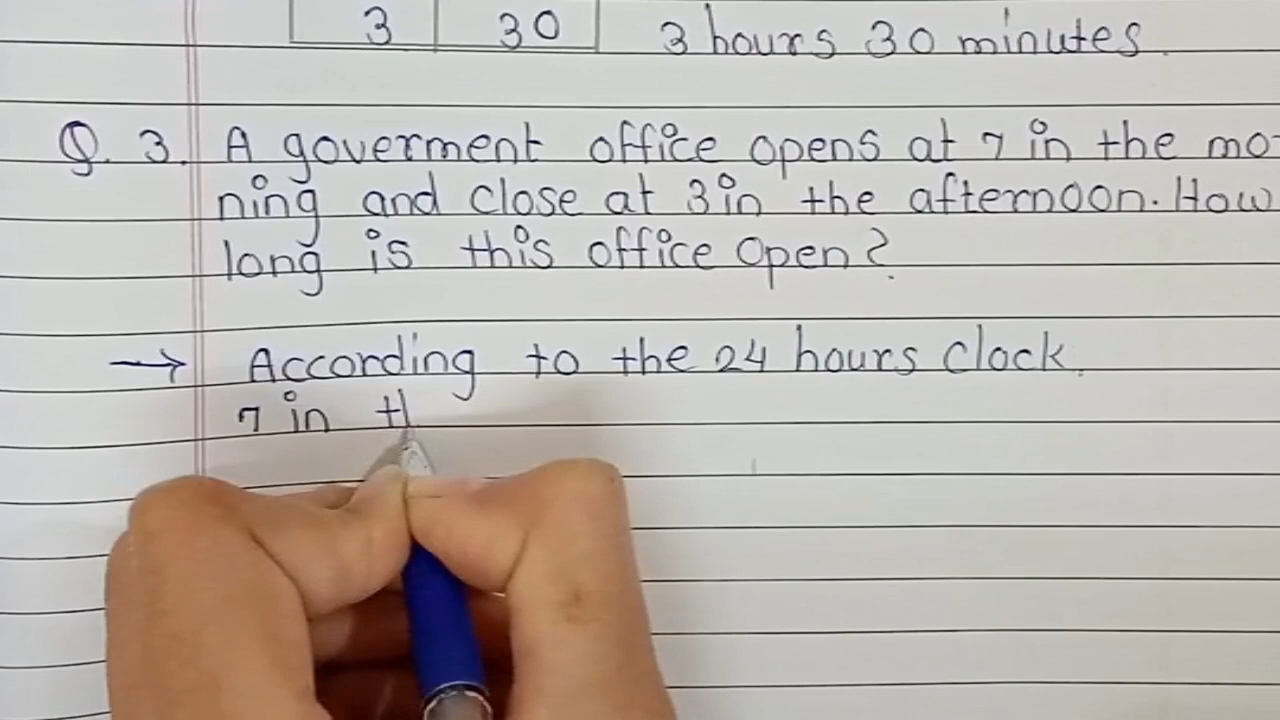 3 30 3 hours 30 minutes.
Q. 3. A goverment office opens at 7 in the mo-
ning and close at 3 in the afternoon. How
long is this office open?
→ According to the 24 hours clock.
7 in th